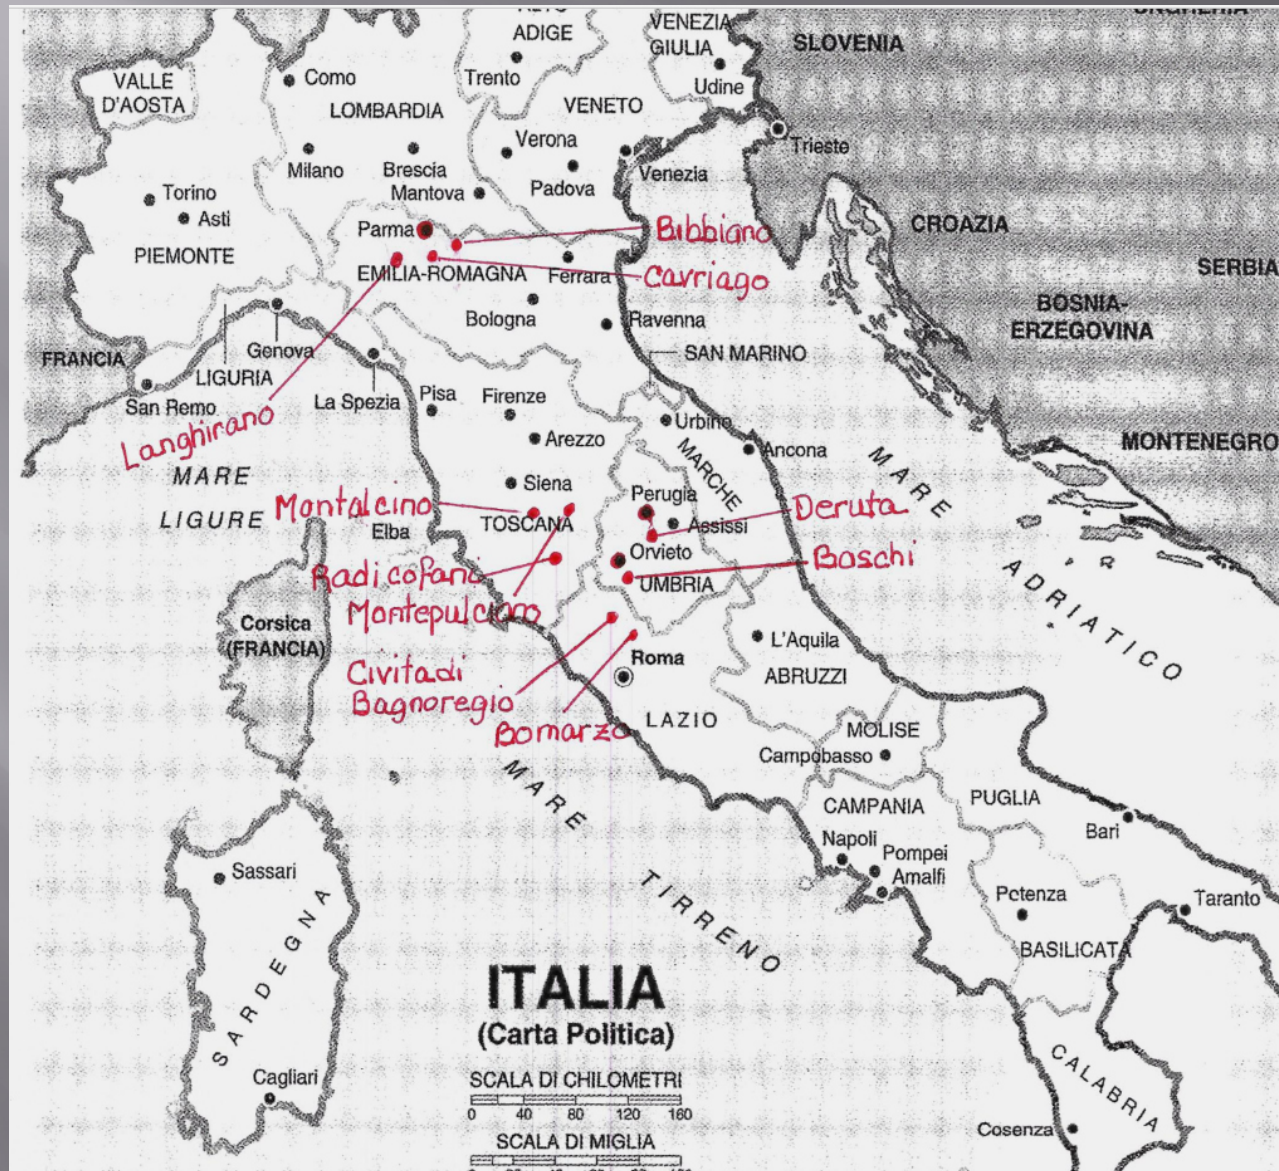 UNGHERIA
ALTO
ADIGE
VENEZIA
GIULIA
SLOVENIA
VALLE
D'AOSTA
Como
Trento
Udine
LOMBARDIA
VENETO
Verona
Trieste
Milano
Brescia
Mantova
Padova
Venezia
Torino
Asti
PIEMONTE
Parma
Bibbiano
CROAZIA
EMILIA-ROMAGNA
Ferrara
Cavriago
SERBIA
BOSNIA-
ERZEGOVINA
Bologna
Ravenna
FRANCIA
Genova
SAN MARINO
LIGURIA
San Remo
La Spezia
Pisa
Firenze
Langhirano
Arezzo
Urbino
Ancona
MARCHE
MONTENEGRO
MARE
LIGURE
Siena
Perugia
Assissi
MARE
ADRIATICO
Montalcino
TOSCANA
Deruta
Elba
Orvieto
Boschi
Radicofani
UMBRIA
Montepulciano
Corsica
(FRANCIA)
Roma
L'Aquila
ABRUZZI
Civita di
Bagnoregio
LAZIO
Bomarzo
MOLISE
Campobasso
MARE
TIRRENO
CAMPANIA
PUGLIA
Napoli
Bari
Pompei
Amalfi
Sassari
Potenza
Taranto
BASILICATA
SARDEGNA
ITALIA
(Carta Politica)
SCALA DI CHILOMETRI
0 40 80 120 160
Cagliari
CALABRIA
Cosenza
SCALA DI MIGLIA